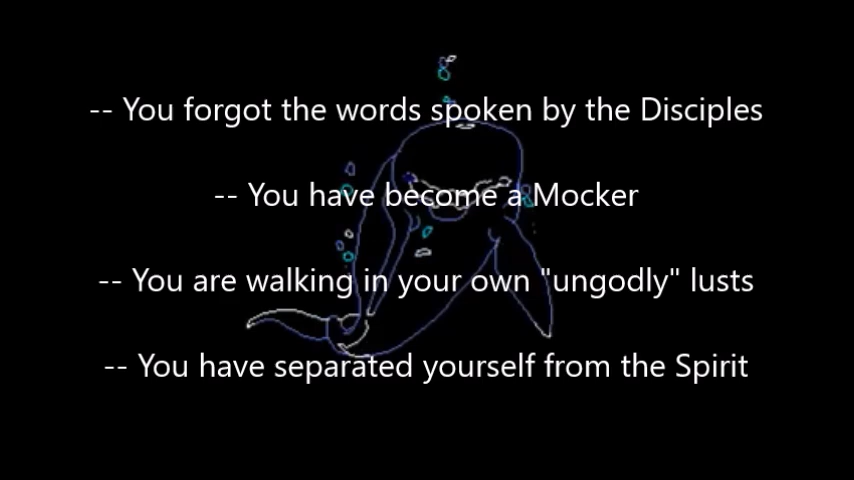 -- You forgot the words spoken by the Disciples
-- You have become a Mocker
-- You are walking in your own "ungodly" lusts
-- You have separated yourself from the Spirit